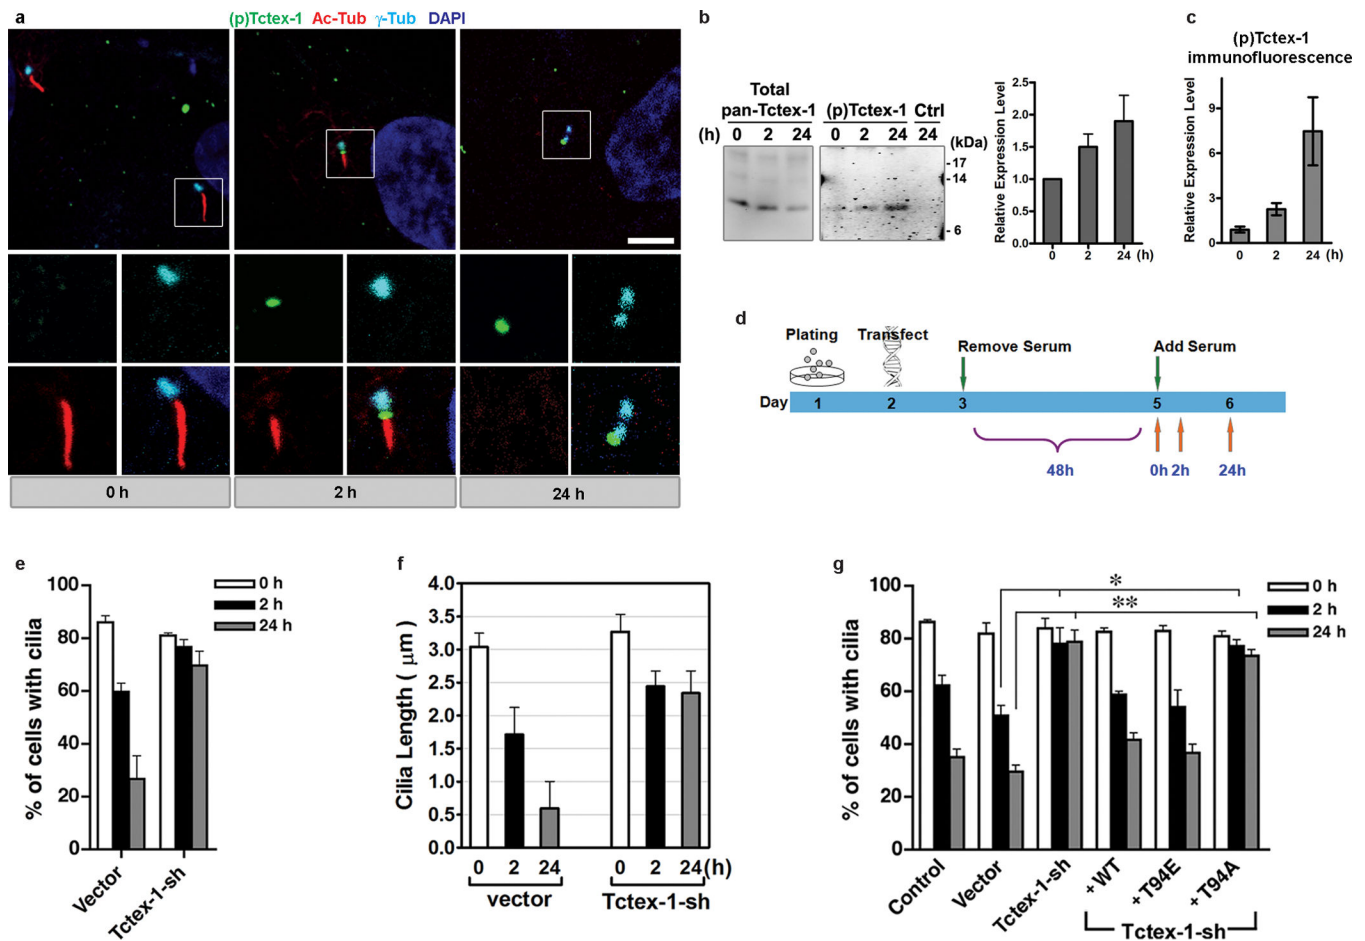 a
(p)Tctex-1 Ac-Tub γ-Tub DAPI
0 h
2 h
24 h
b
Total
pan-Tctex-1
(p)Tctex-1 Ctrl
(h) 0 2 24 0 2 24 24 (kDa)
- 17
- 14
- 6
Relative Expression Level
2.5
2.0
1.5
1.0
0.5
0.0
0 2 24 (h)
c
(p)Tctex-1
immunofluorescence
Relative Expression Level
9
6
3
0
0 2 24 (h)
d
Plating
Transfect
Remove Serum
Add Serum
Day 1 2 3 5 6
48h
0h 2h 24h
e
% of cells with cilia
100
80
60
40
20
0
0 h
2 h
24 h
Vector
Tctex-1-sh
f
Cilia Length ( μm)
4.0
3.5
3.0
2.5
2.0
1.5
1.0
0.5
0.0
0 2 24 0 2 24 (h)
vector
Tctex-1-sh
g
% of cells with cilia
100
80
60
40
20
0
*
**
0 h
2 h
24 h
Control
Vector
Tctex-1-sh
+WT
+T94E
+T94A
Tctex-1-sh